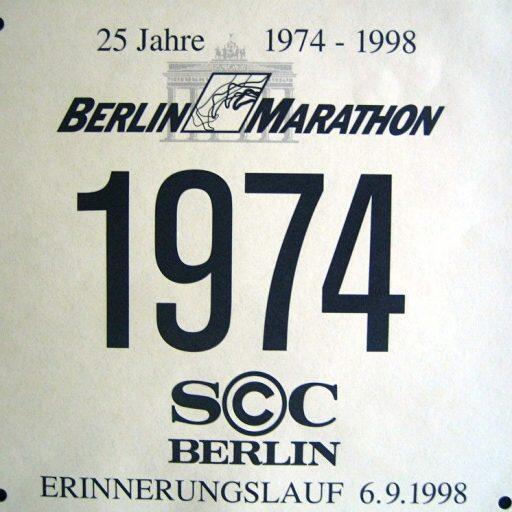 25 Jahre 1974 - 1998
BERLIN MARATHON
1974
SCC
BERLIN
ERINNERUNGSLAUF 6.9.1998